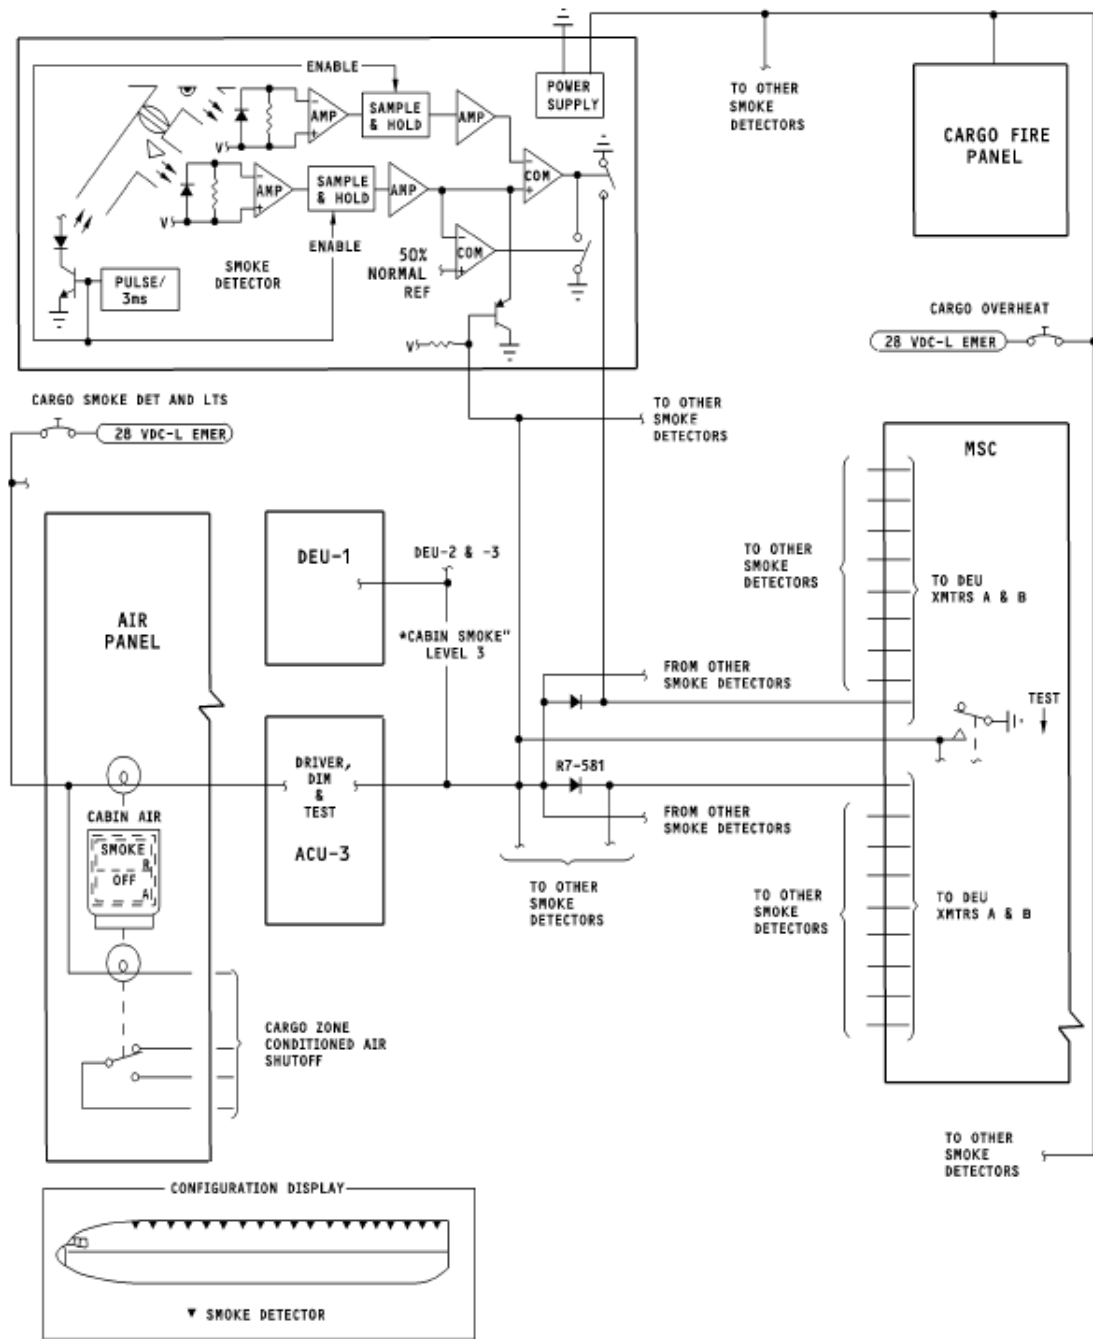 ENABLE
POWER
SUPPLY
TO OTHER
SMOKE
DETECTORS
CARGO FIRE
PANEL
AMP
SAMPLE
& HOLD
AMP
V
COM
AMP
SAMPLE
& HOLD
AMP
V
ENABLE
COM
50%
NORMAL
REF
SMOKE
DETECTOR
PULSE/
3ms
V
CARGO OVERHEAT
28 VDC-L EMER
CARGO SMOKE DET AND LTS
28 VDC-L EMER
TO OTHER
SMOKE
DETECTORS
MSC
AIR
PANEL
DEU-1
DEU-2 & -3
*CABIN SMOKE"
LEVEL 3
TO OTHER
SMOKE
DETECTORS
TO DEU
XMTRS A & B
FROM OTHER
SMOKE DETECTORS
TEST
DRIVER,
DIM
&
TEST
ACU-3
R7-581
FROM OTHER
SMOKE DETECTORS
CABIN AIR
SMOKE
R
OFF
A
TO OTHER
SMOKE
DETECTORS
TO OTHER
SMOKE
DETECTORS
TO DEU
XMTRS A & B
CARGO ZONE
CONDITIONED AIR
SHUTOFF
TO OTHER
SMOKE
DETECTORS
CONFIGURATION DISPLAY
SMOKE DETECTOR